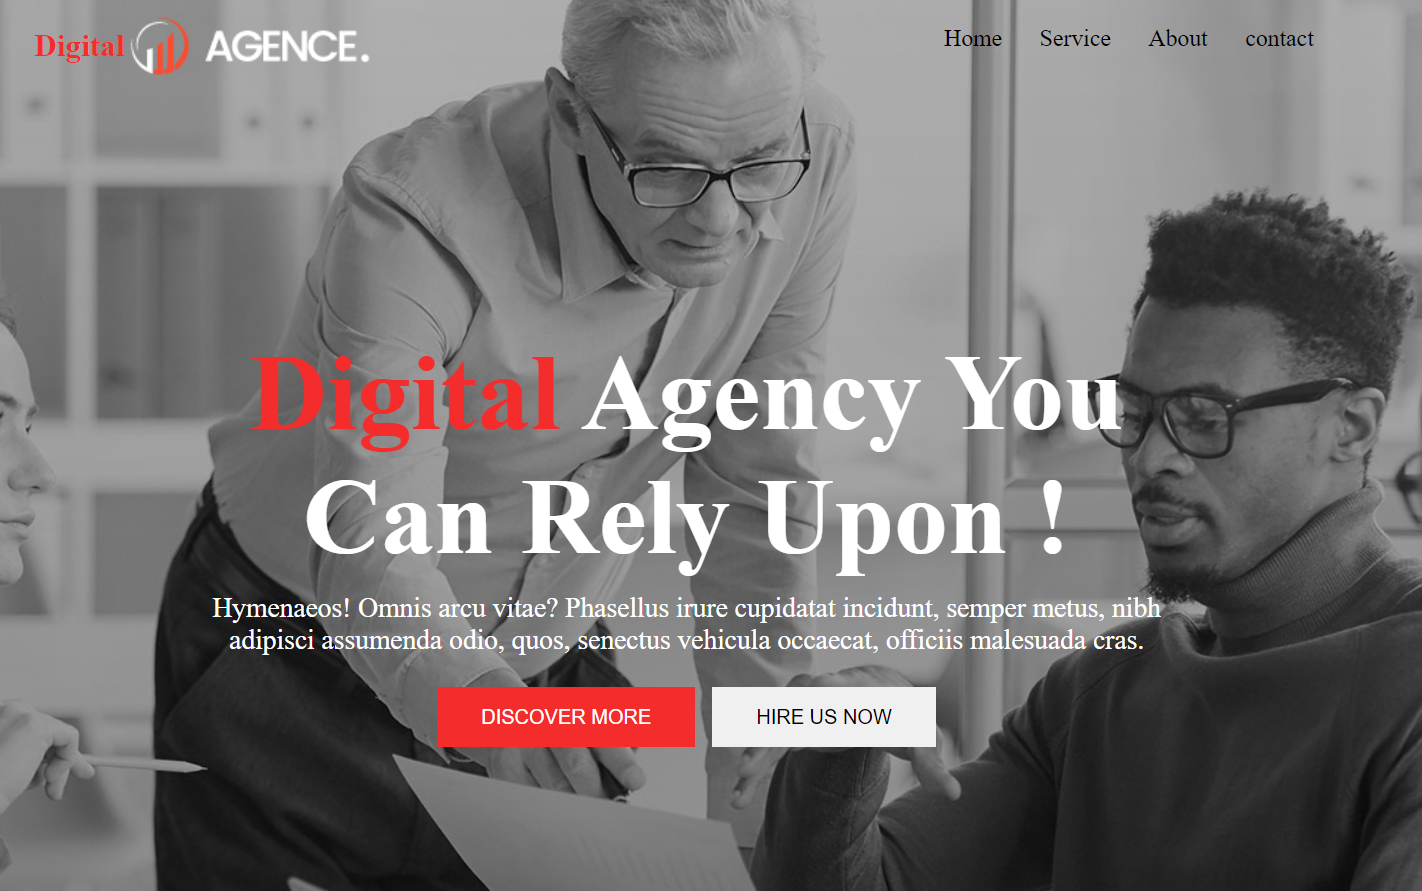 Digital AGENCE.
Home Service About contact
Digital Agency You
Can Rely Upon !
Hymenaeos! Omnis arcu vitae? Phasellus irure cupidatat incidunt, semper metus, nibh
adipisci assumenda odio, quos, senectus vehicula occaecat, officiis malesuada cras.
DISCOVER MORE
HIRE US NOW